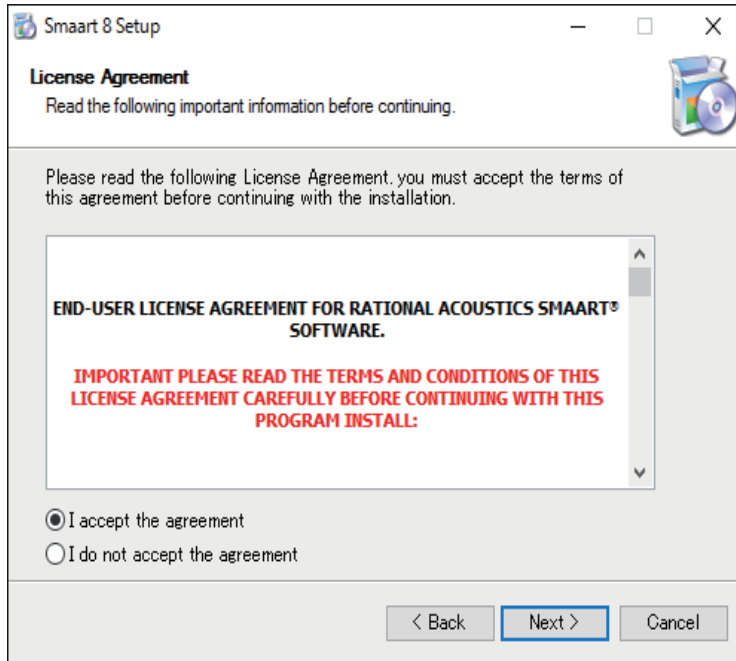 Smaart 8 Setup
License Agreement
Read the following important information before continuing.
Please read the following License Agreement. you must accept the terms of
this agreement before continuing with the installation.
END-USER LICENSE AGREEMENT FOR RATIONAL ACOUSTICS SMAART®
SOFTWARE.
IMPORTANT PLEASE READ THE TERMS AND CONDITIONS OF THIS
LICENSE AGREEMENT CAREFULLY BEFORE CONTINUING WITH THIS
PROGRAM INSTALL:
I accept the agreement
I do not accept the agreement
< Back Next > Cancel